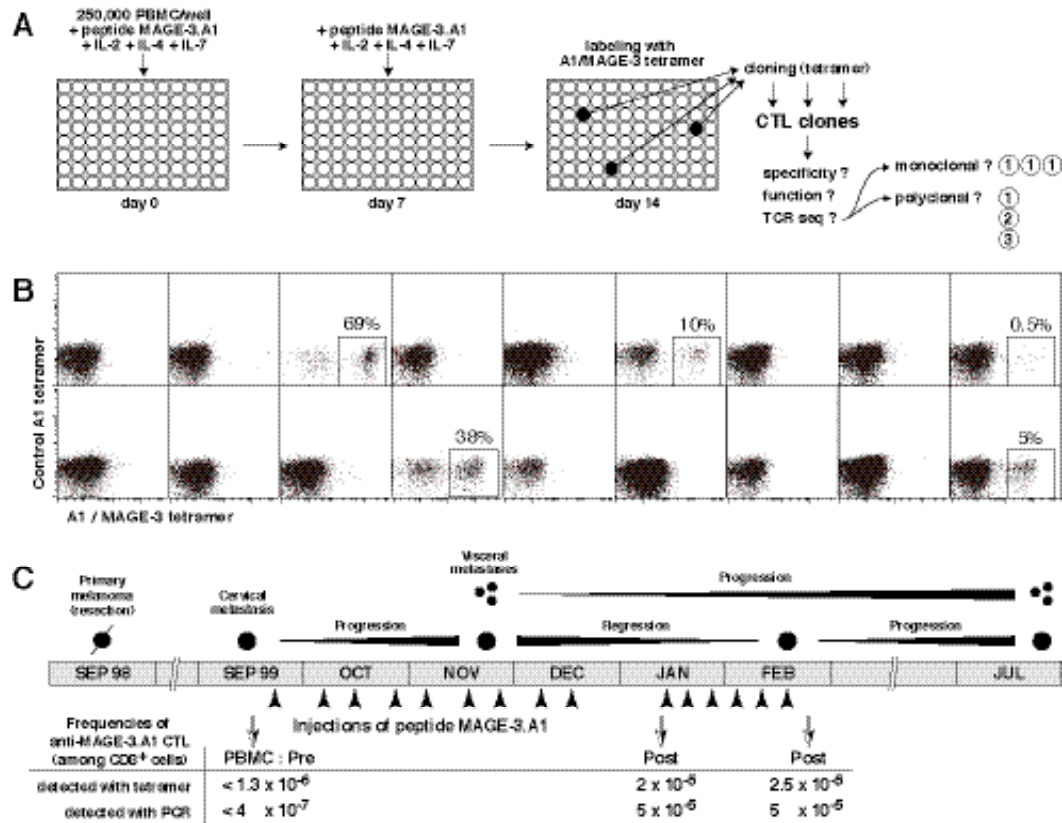 A
250,000 PBMC/well
+ peptide MAGE-3.A1
+ IL-2 + IL-4 + IL-7
+ peptide MAGE-3.A1
+ IL-2 + IL-4 + IL-7
labeling with
A1/MAGE-3 tetramer
cloning (tetramer)
CTL clones
specificity ?
function ?
TCR seq ?
monoclonal ? 1 1 1
polyclonal ? 1
2
3
day 0
day 7
day 14
B
69%
10%
0.5%
38%
5%
Control A1 tetramer
A1 / MAGE-3 tetramer
C
Primary
melanoma
(resection)
Cervical
metastasis
Visceral
metastases
Progression
Progression
Regression
Progression
SEP 98
SEP 99
OCT
NOV
DEC
JAN
FEB
JUL
Injections of peptide MAGE-3.A1
Frequencies of
anti-MAGE-3.A1 CTL
(among CD8+ cells)
PBMC : Pre
Post
Post
detected with tetramer
< 1.3 x 10-6
2 x 10-5
2.5 x 10-5
detected with PCR
< 4 x 10-7
5 x 10-5
5 x 10-5